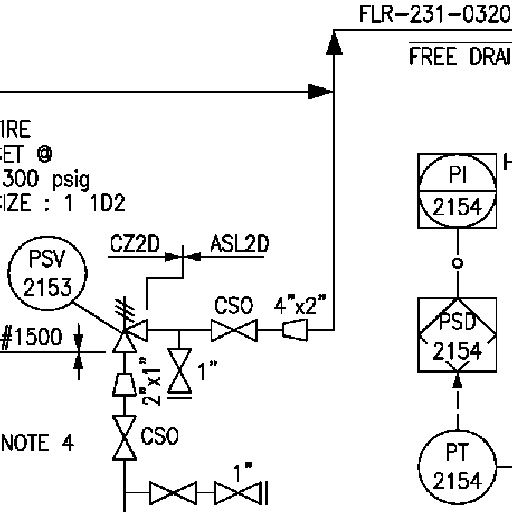 FLR-231-0320
FREE DRAI
IRE
ET @
300 psig
IZE : 1 1D2
PI
2154
CZ2D
ASL2D
PSV
2153
CSO
4"x2"
PSD
2154
#1500
1"
2"x1"
NOTE 4
CSO
PT
2154
1"